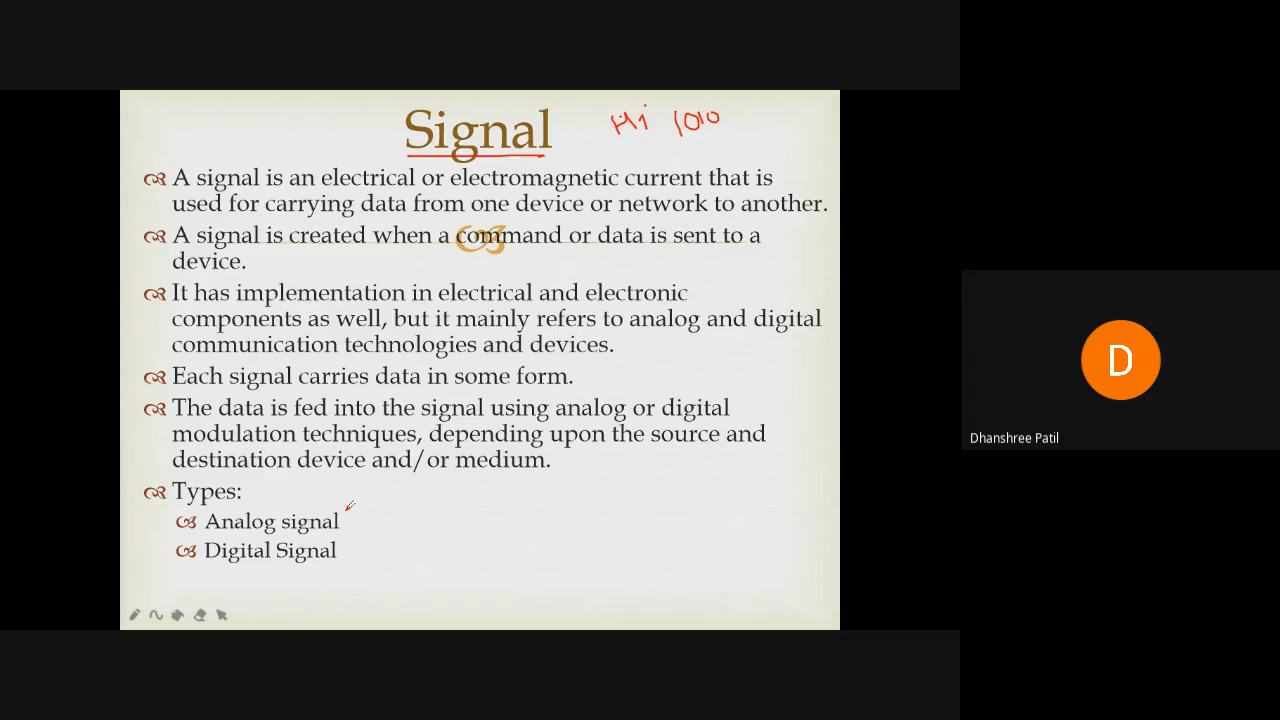 Signal
Hi 1010
A signal is an electrical or electromagnetic current that is
used for carrying data from one device or network to another.
A signal is created when a command or data is sent to a
device.
It has implementation in electrical and electronic
components as well, but it mainly refers to analog and digital
communication technologies and devices.
Each signal carries data in some form.
The data is fed into the signal using analog or digital
modulation techniques, depending upon the source and
destination device and/or medium.
Types:
Analog signal
Digital Signal
D
Dhanshree Patil